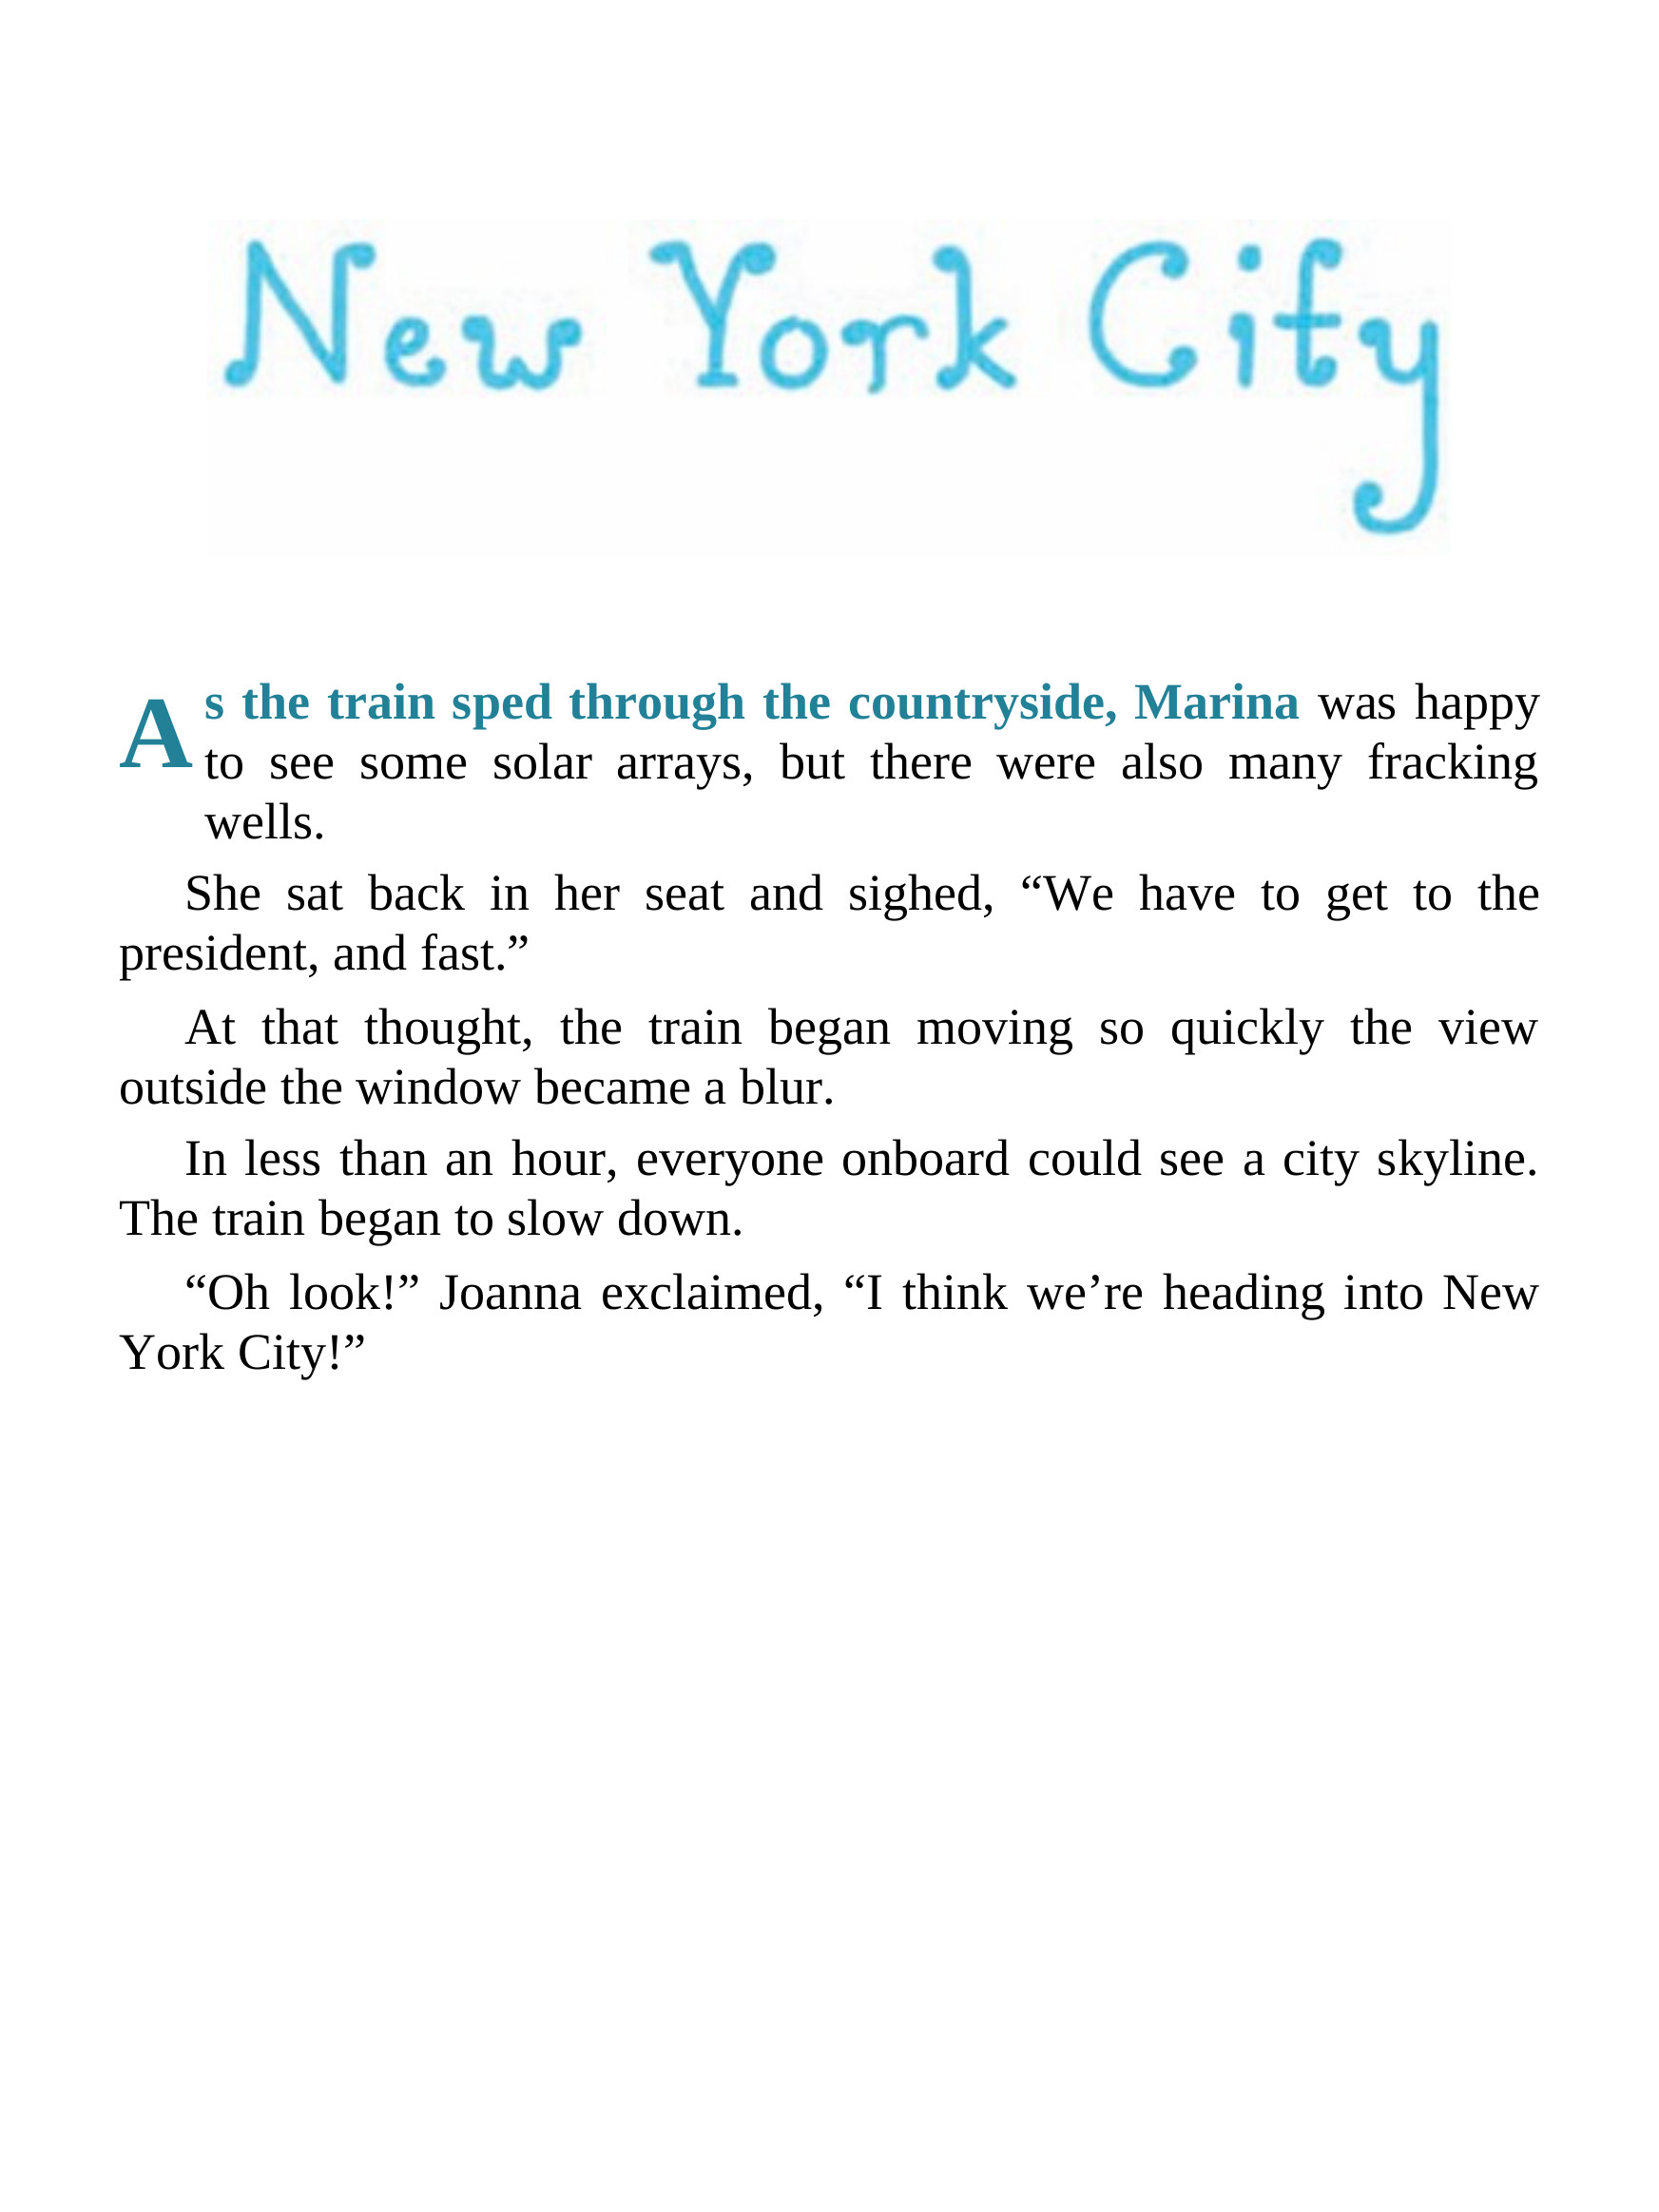 New York City
As the train sped through the countryside, Marina was happy
to see some solar arrays, but there were also many fracking
wells.
She sat back in her seat and sighed, “We have to get to the
president, and fast.”
At that thought, the train began moving so quickly the view
outside the window became a blur.
In less than an hour, everyone onboard could see a city skyline.
The train began to slow down.
“Oh look!” Joanna exclaimed, “I think we’re heading into New
York City!”